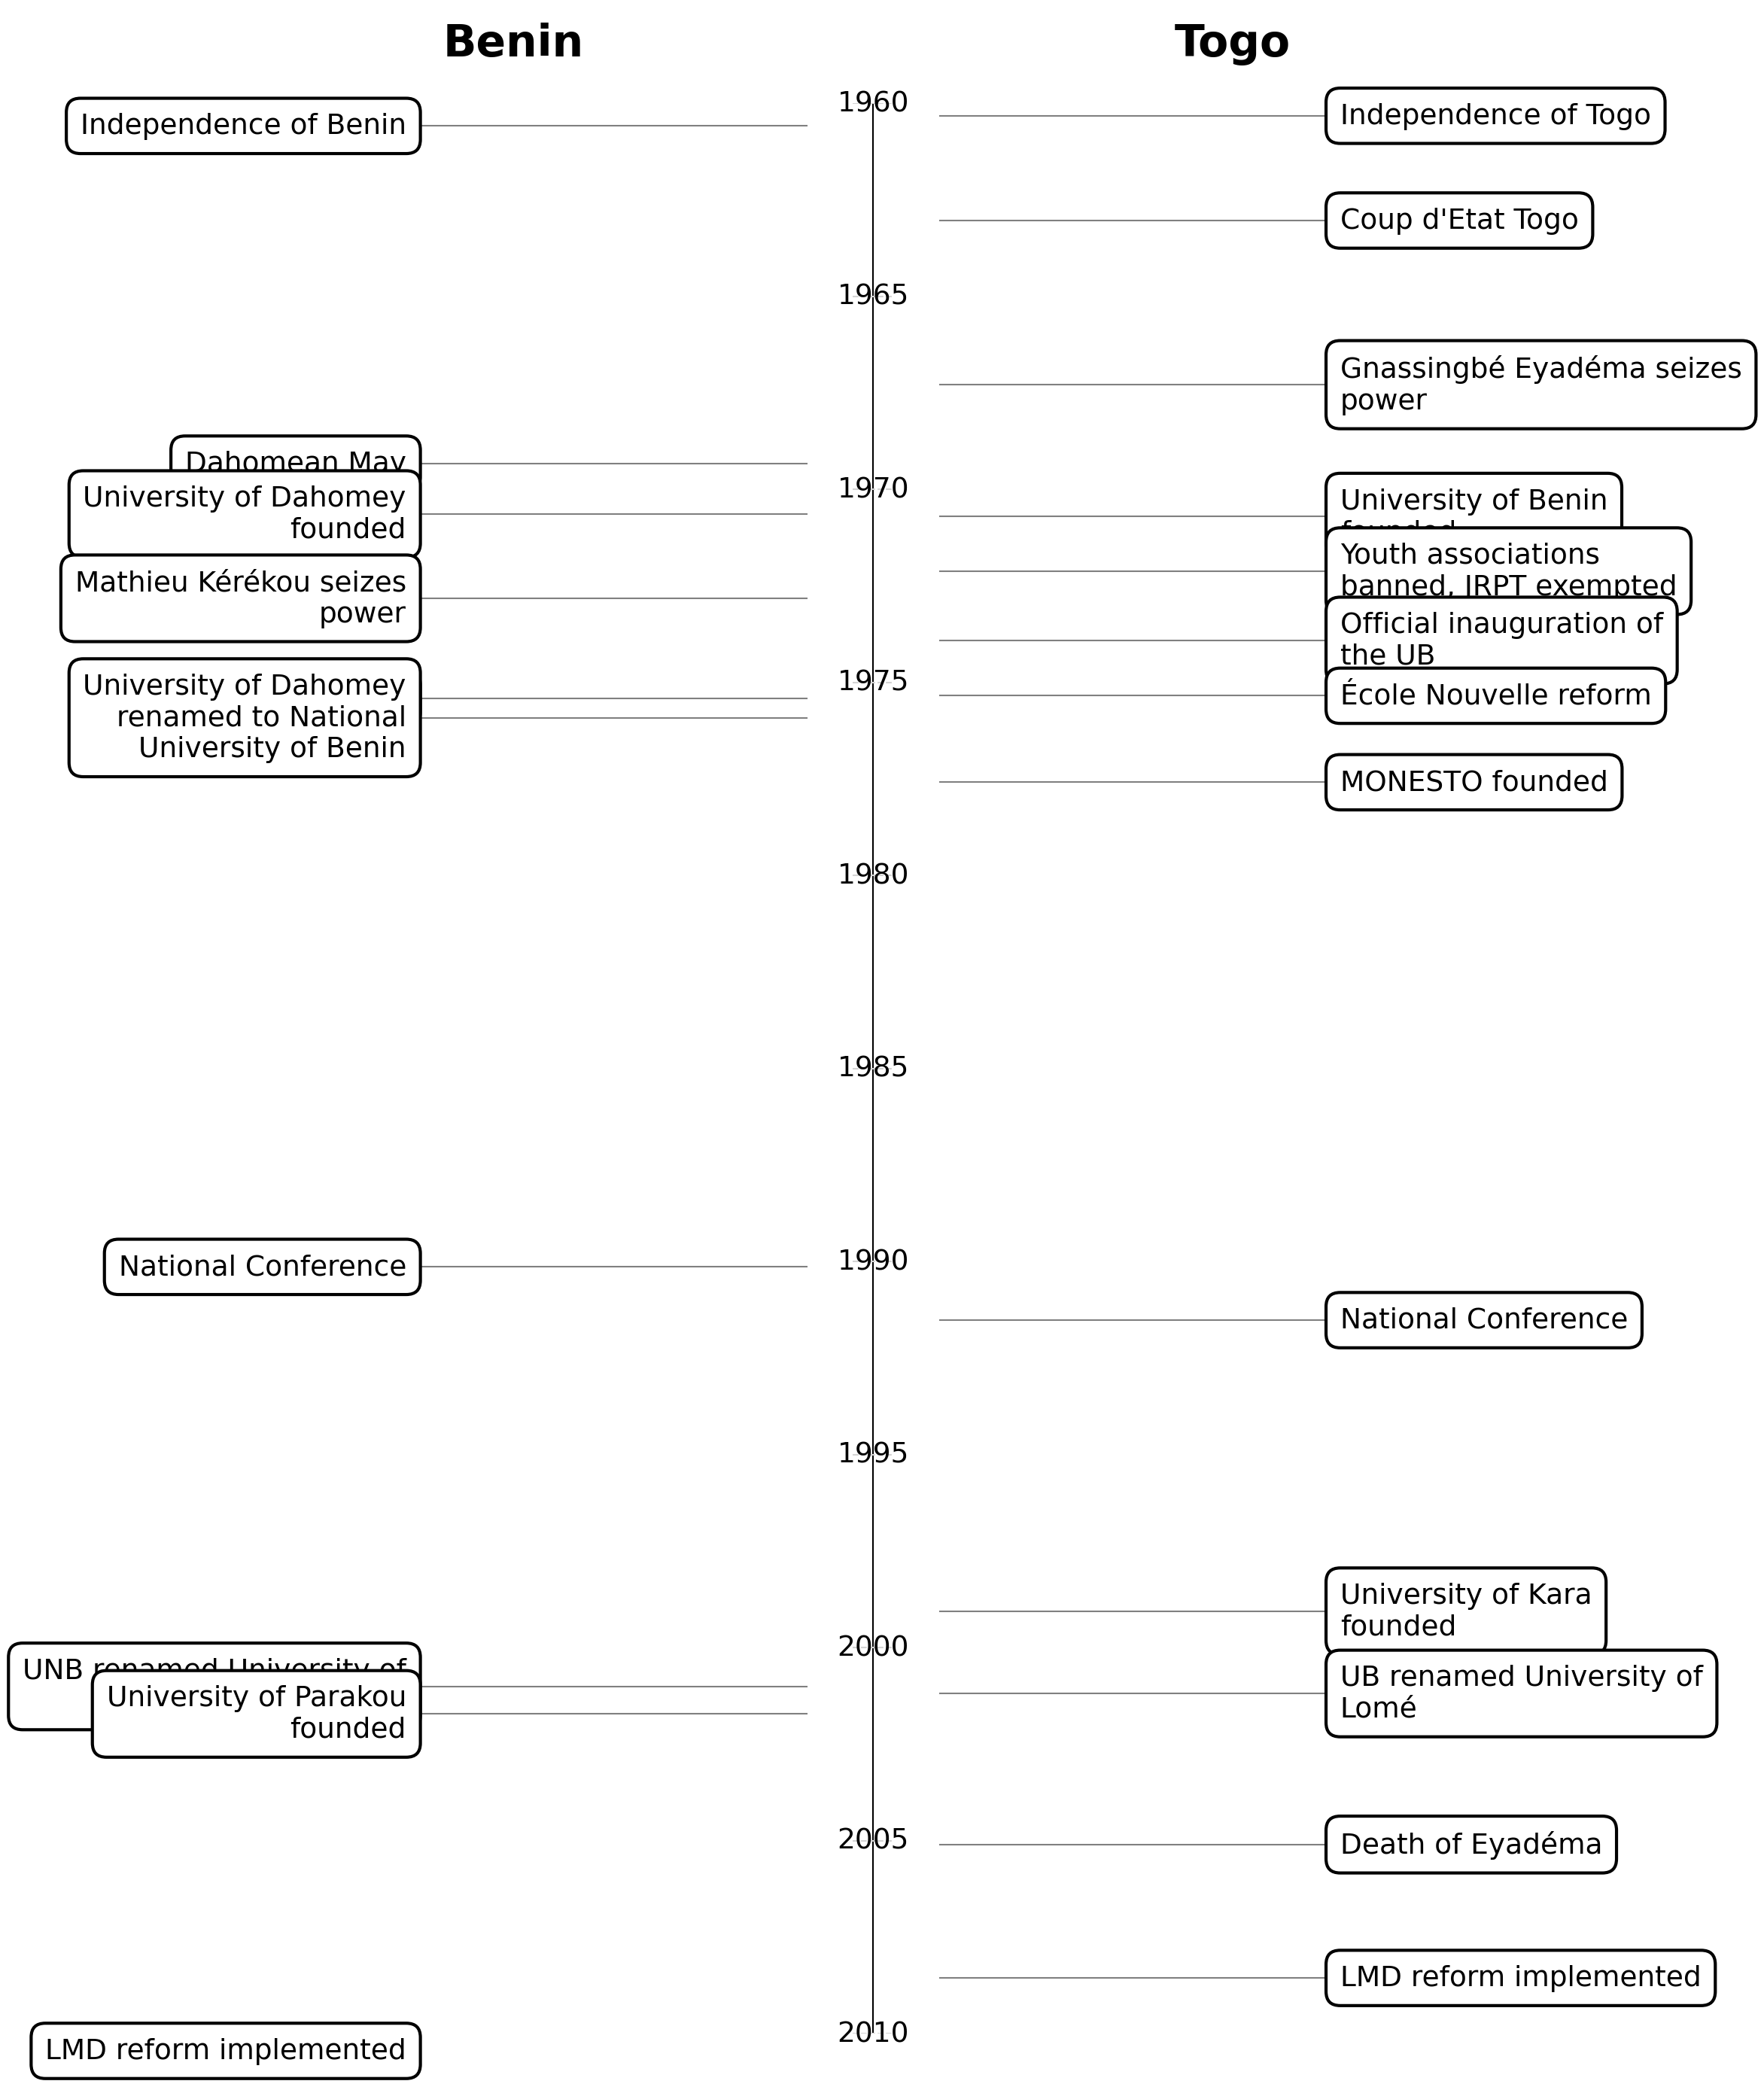 Benin
Togo
1960
1965
1970
1975
1980
1985
1990
1995
2000
2005
2010
Independence of Benin
Dahomean May
University of Dahomey
founded
Mathieu Kérékou seizes
power
University of Dahomey
renamed to National
University of Benin
National Conference
UNB renamed University of
University of Parakou
founded
LMD reform implemented
Independence of Togo
Coup d'Etat Togo
Gnassingbé Eyadéma seizes
power
University of Benin
founded
Youth associations
banned, IRPT exempted
Official inauguration of
the UB
École Nouvelle reform
MONESTO founded
National Conference
University of Kara
founded
UB renamed University of
Lomé
Death of Eyadéma
LMD reform implemented